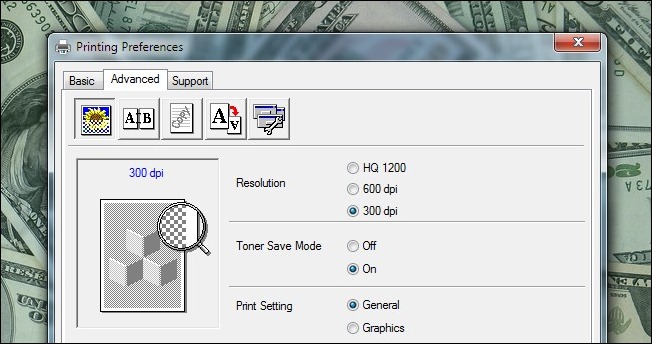 Printing Preferences
Basic
Advanced
Support
A B
Copy
A A
300 dpi
Resolution
HQ 1200
600 dpi
300 dpi
Toner Save Mode
Off
On
Print Setting
General
Graphics